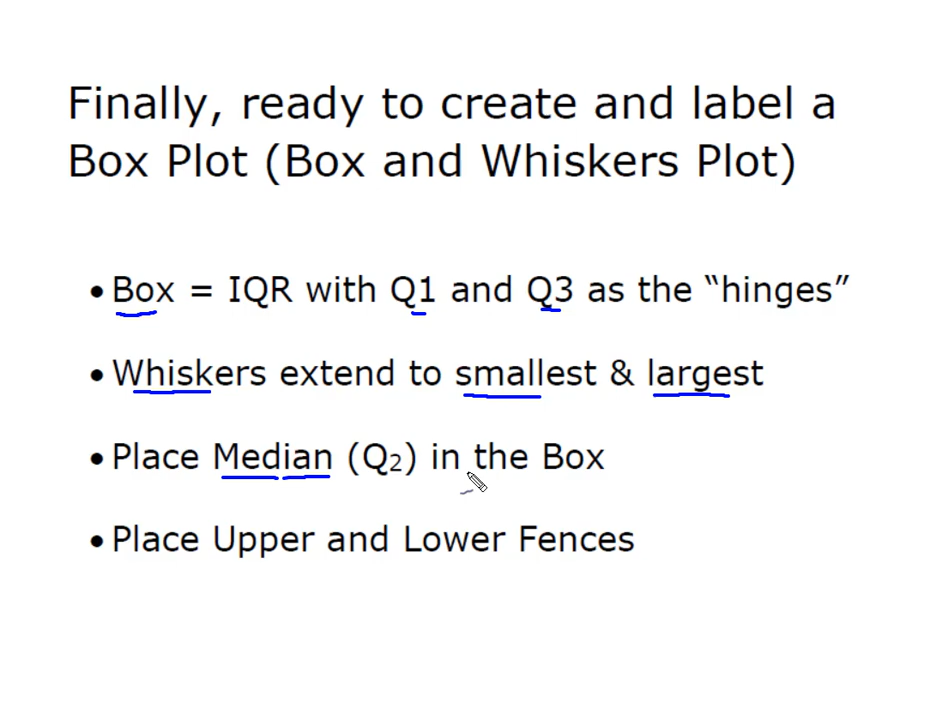 Finally, ready to create and label a
Box Plot (Box and Whiskers Plot)
• Box = IQR with Q1 and Q3 as the “hinges”
• Whiskers extend to smallest & largest
• Place Median (Q2) in the Box
• Place Upper and Lower Fences